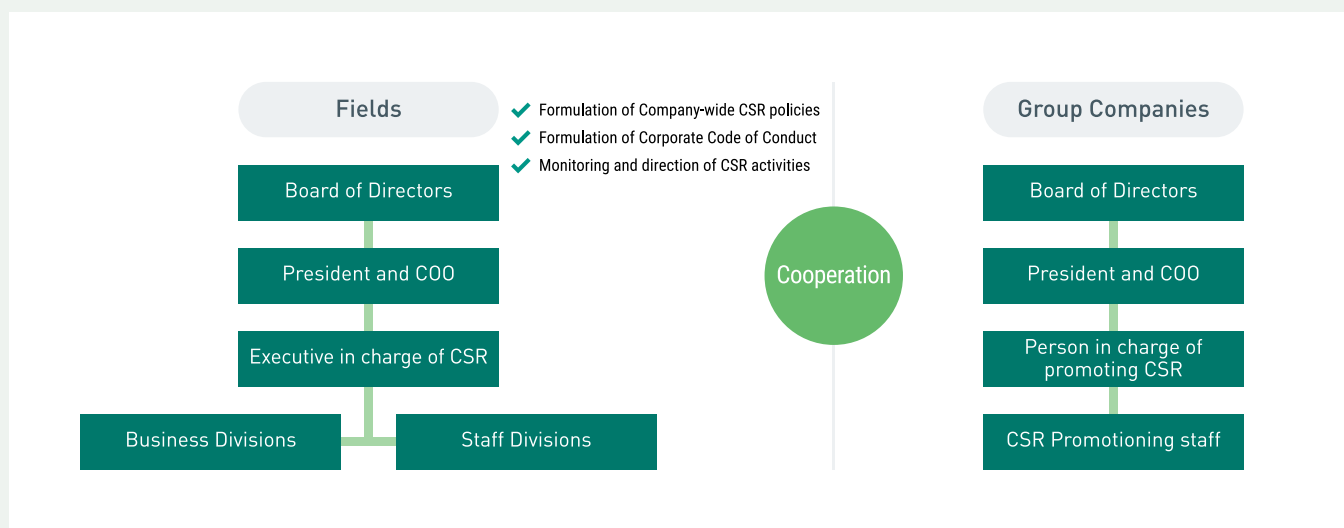 Fields
Formulation of Company-wide CSR policies
Formulation of Corporate Code of Conduct
Monitoring and direction of CSR activities
Board of Directors
President and COO
Executive in charge of CSR
Business Divisions
Staff Divisions
Cooperation
Group Companies
Board of Directors
President and COO
Person in charge of
promoting CSR
CSR Promotioning staff